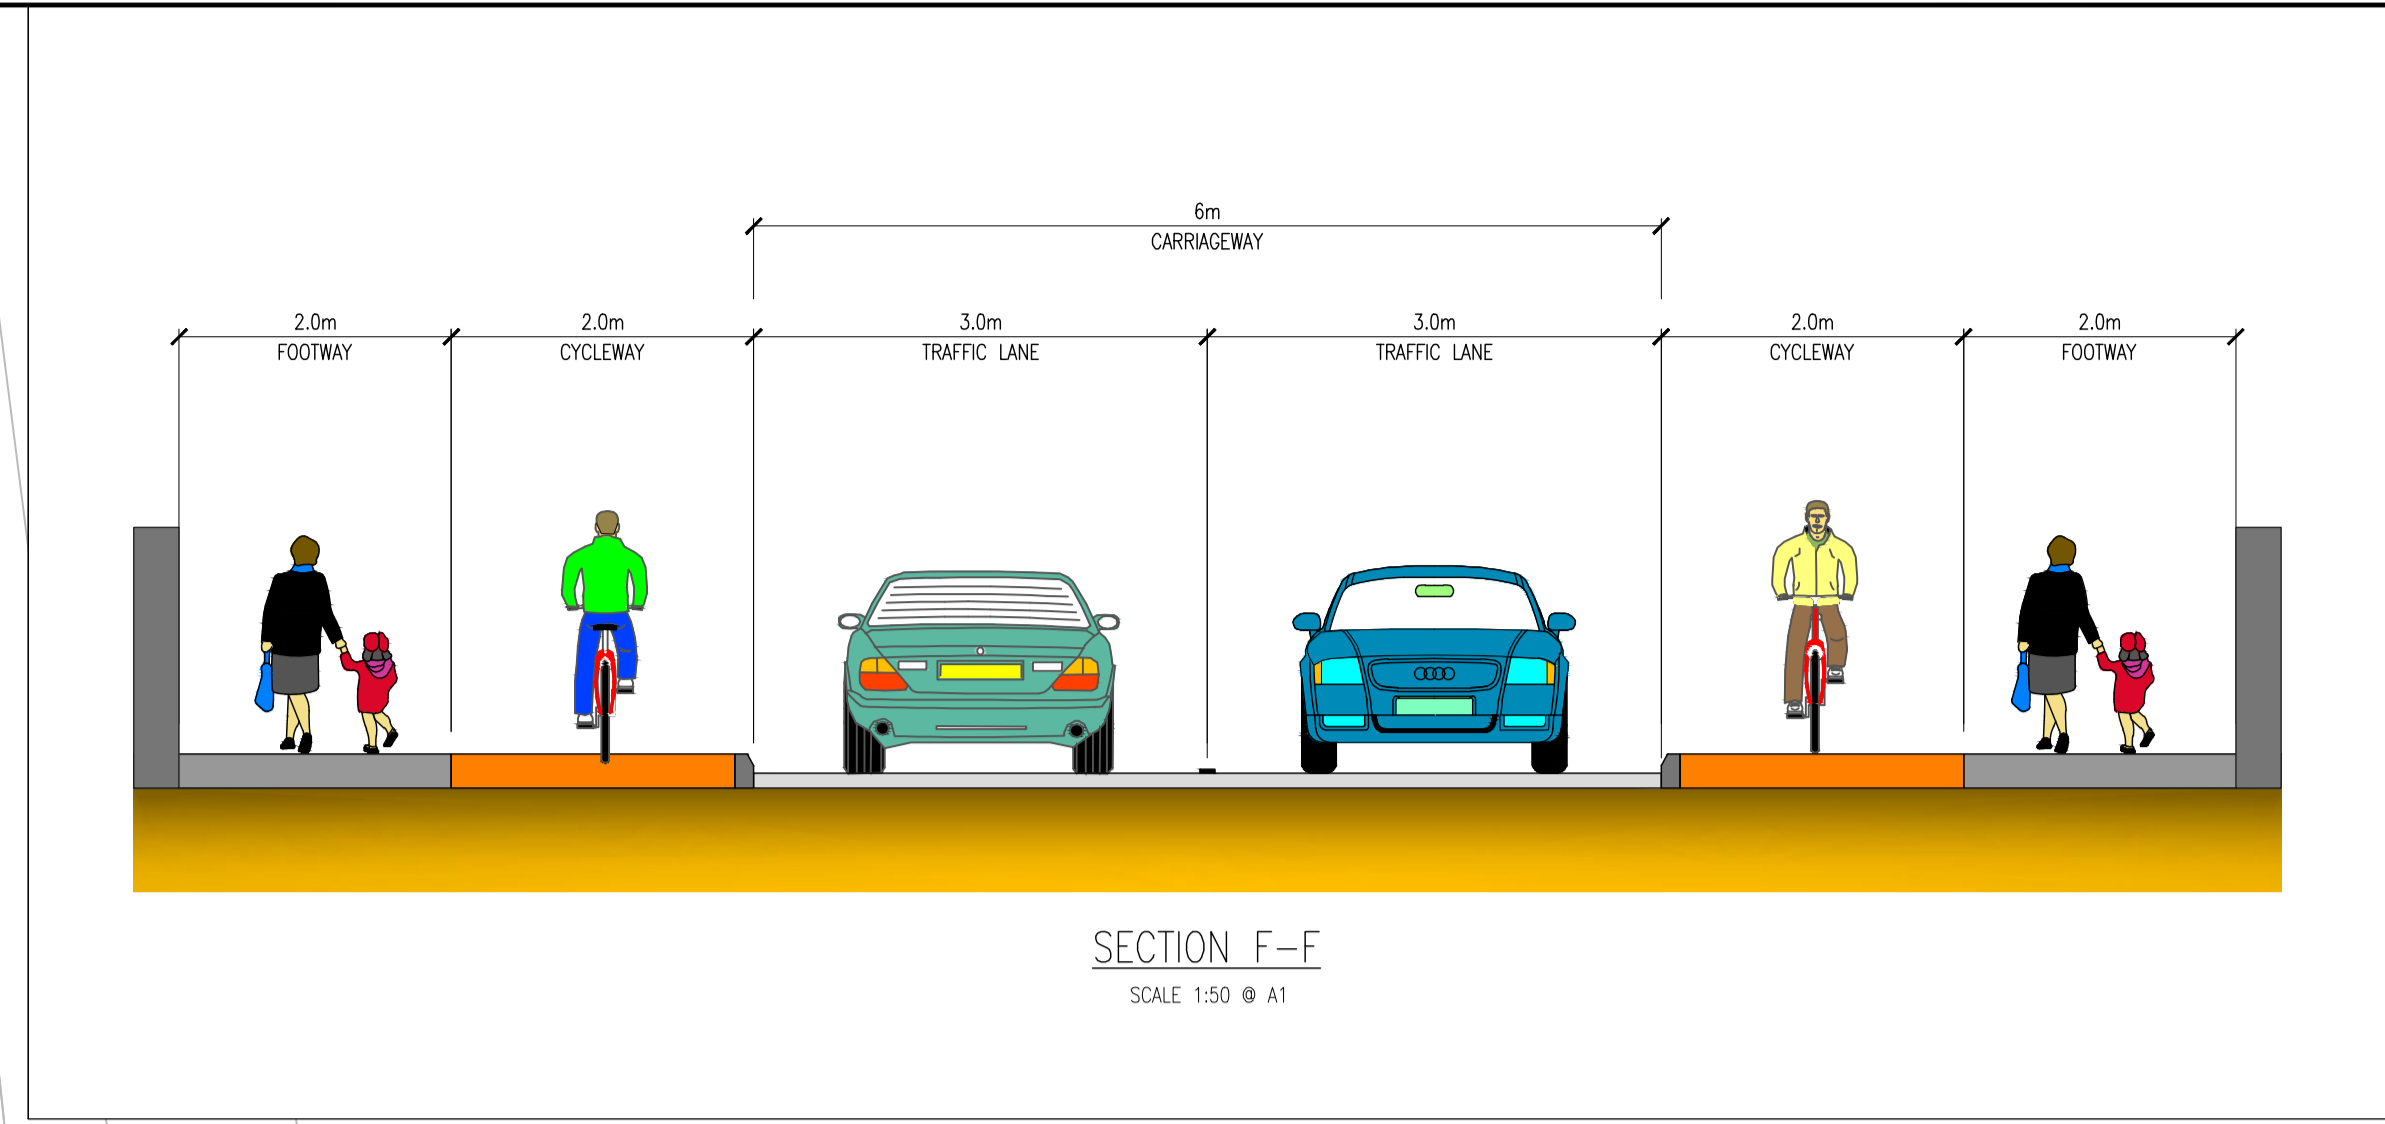 6m
CARRIAGEWAY
2.0m 2.0m 3.0m 3.0m 2.0m 2.0m
FOOTWAY CYCLEWAY TRAFFIC LANE TRAFFIC LANE CYCLEWAY FOOTWAY
SECTION F-F
SCALE 1:50 @ A1